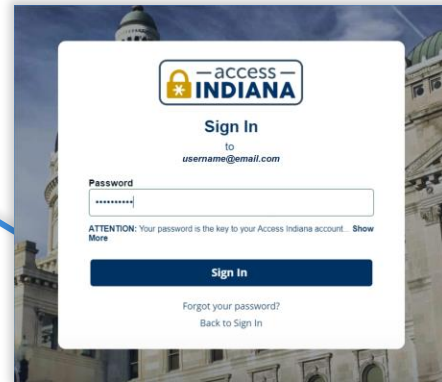 access
INDIANA
Sign In
to
username@email.com
Password
••••••••••
ATTENTION: Your password is the key to your Access Indiana account... Show
More
Sign In
Forgot your password?
Back to Sign In